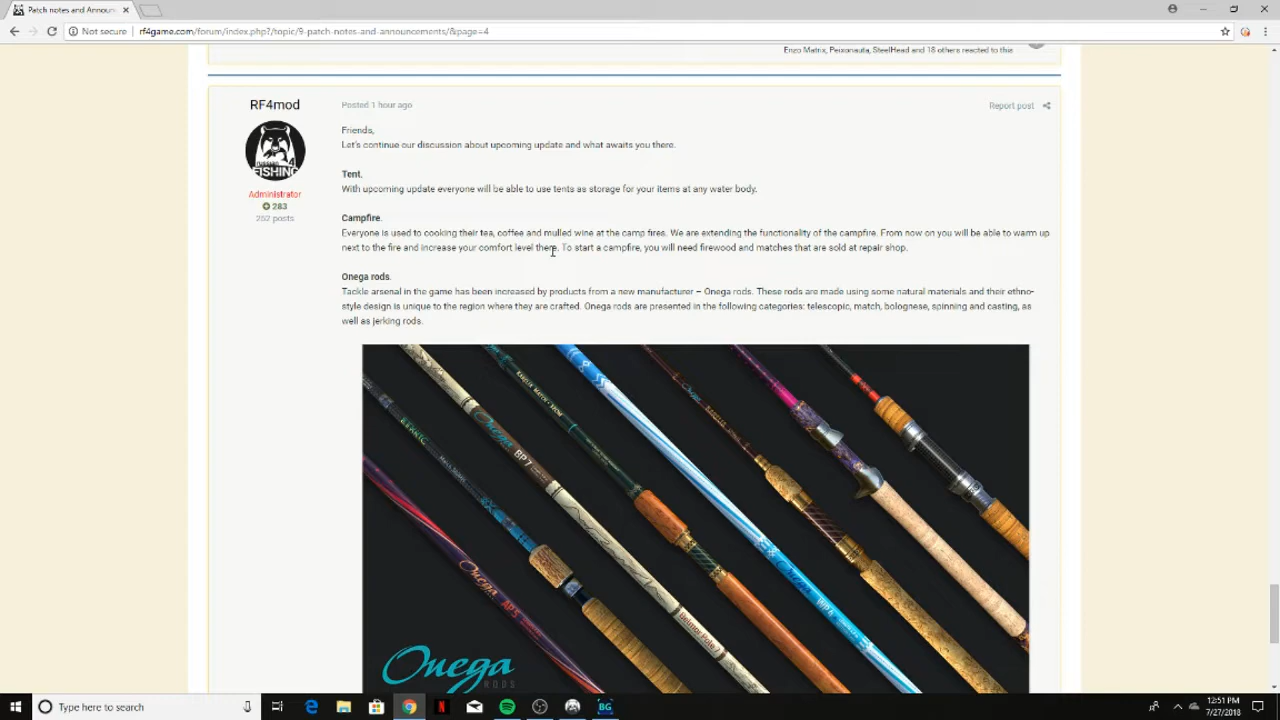 Patch notes and Announ
Not secure | rf4game.com/forum/index.php?/topic/9-patch-notes-and-announcements/&page=4
Enzo Matrix, Peixonauta, SteelHead and 18 others reacted to this
RF4mod
Posted 1 hour ago
Report post
Friends,
Let's continue our discussion about upcoming update and what awaits you there.
Tent.
With upcoming update everyone will be able to use tents as storage for your items at any water body.
FISHING
Administrator
283
252 posts
Campfire.
Everyone is used to cooking their tea, coffee and mulled wine at the camp fires. We are extending the functionality of the campfire. From now on you will be able to warm up
next to the fire and increase your comfort level there. To start a campfire, you will need firewood and matches that are sold at repair shop.
Onega rods.
Tackle arsenal in the game has been increased by products from a new manufacturer – Onega rods. These rods are made using some natural materials and their ethno-
style design is unique to the region where they are crafted. Onega rods are presented in the following categories: telescopic, match, bolognese, spinning and casting, as
well as jerking rods.
Onega
BP 7
Onega
AP5
Onega
WP6
Onega
RODS
Type here to search
BG
12:51 PM
7/27/2018